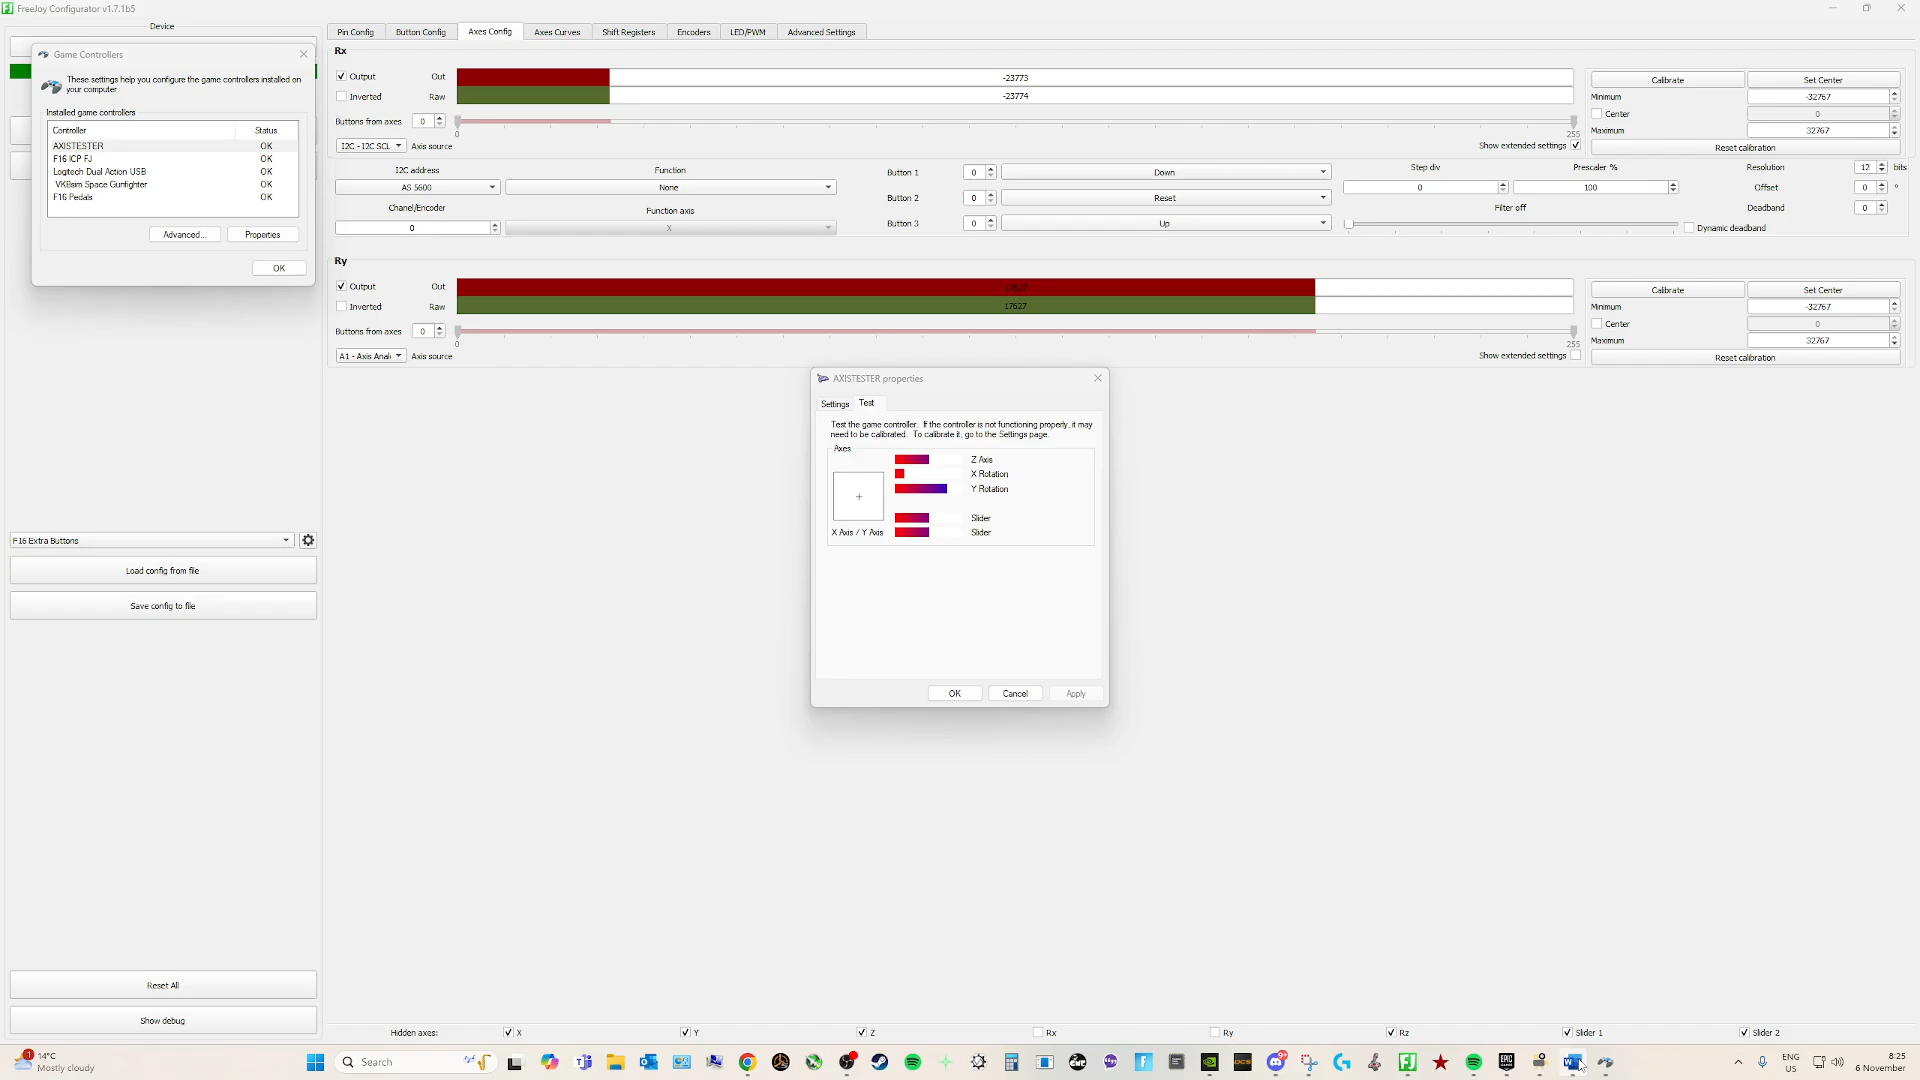 FreeJoy Configurator v1.7.1b5
Device
Game Controllers
These settings help you configure the game controllers installed on
your computer.
Installed game controllers
Controller Status
AXISTESTER OK
F16 ICP FJ OK
Logitech Dual Action USB OK
VKBsim Space Gunfighter OK
F16 Pedals OK
Advanced... Properties
OK
F16 Extra Buttons
Load config from file
Save config to file
Reset All
Show debug
Pin Config Button Config Axes Config Axes Curves Shift Registers Encoders LED/PWM Advanced Settings
Rx
Output Out -23773
Inverted Raw -23774
Buttons from axes 0
0 255
I2C - I2C SCL Axis source Show extended settings
Calibrate Set Center
Minimum -32767
Center 0
Maximum 32767
Reset calibration
I2C address Function
AS 5600 None
Chanel/Encoder Function axis
0 X
Button 1 0 Down
Button 2 0 Reset
Button 3 0 Up
Step div Prescaler %
0 100
Filter off
Dynamic deadband
Resolution 12 bits
Offset 0 °
Deadband 0
Ry
Output Out 17627
Inverted Raw 17627
Buttons from axes 0
0 255
A1 - Axis Anal Axis source Show extended settings
Calibrate Set Center
Minimum -32767
Center 0
Maximum 32767
Reset calibration
AXISTESTER properties
Settings Test
Test the game controller. If the controller is not functioning properly, it may
need to be calibrated. To calibrate it, go to the Settings page.
Axes
Z Axis
X Rotation
Y Rotation
Slider
X Axis / Y Axis Slider
OK Cancel Apply
Hidden axes: X Y Z Rx Ry Rz Slider 1 Slider 2
1
14°C
Mostly cloudy
Search
DCS
9+
EPIC
ENG
US
8:25
6 November